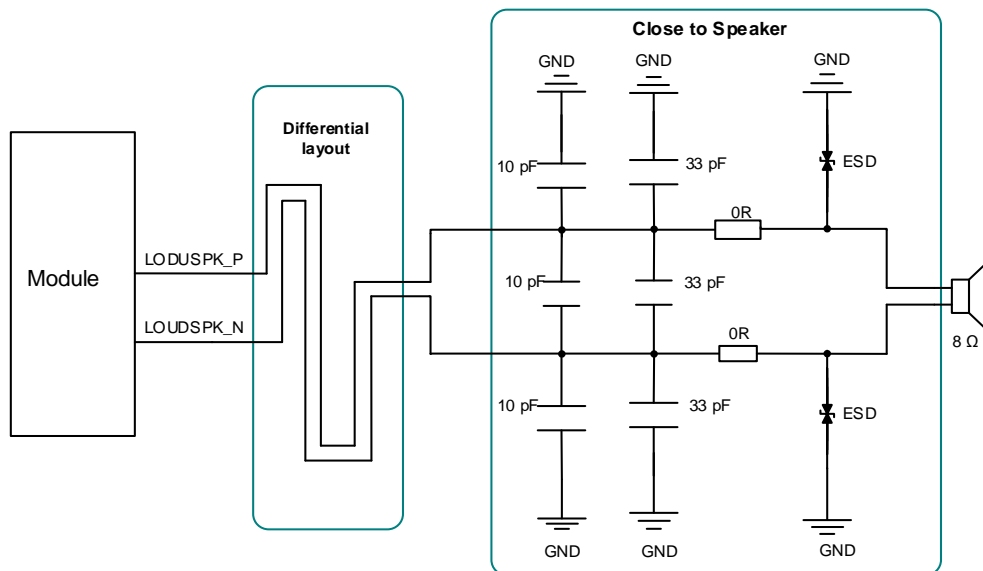 Close to Speaker
GND
GND
GND
Differential
layout
10 pF
33 pF
ESD
0R
LODUSPK_P
Module
10 pF
33 pF
LOUDSPK_N
0R
8 Ω
10 pF
33 pF
ESD
GND
GND
GND